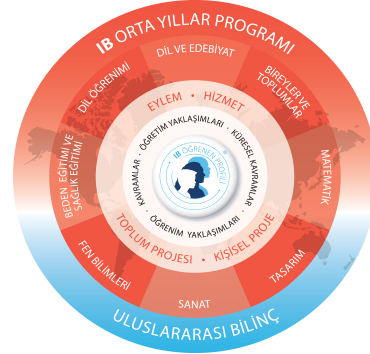 IB ORTA YILLAR PROGRAMI
DİL VE EDEBİYAT
BİREYLER VE
TOPLUMLAR
MATEMATİK
TASARIM
SANAT
FEN BİLİMLERİ
BEDEN EĞİTİMİ VE
SAĞLIK EĞİTİMİ
DİL ÖĞRENİMİ
EYLEM • HİZMET
KİŞİSEL PROJE
TOPLUM PROJESİ
ÖĞRETİM YAKLAŞIMLARI
KÜRESEL KAVRAMLAR
ÖĞRENİM YAKLAŞIMLARI
KAVRAMLAR
IB ÖĞRENEN PROFİLİ
ULUSLARARASI BİLİNÇ